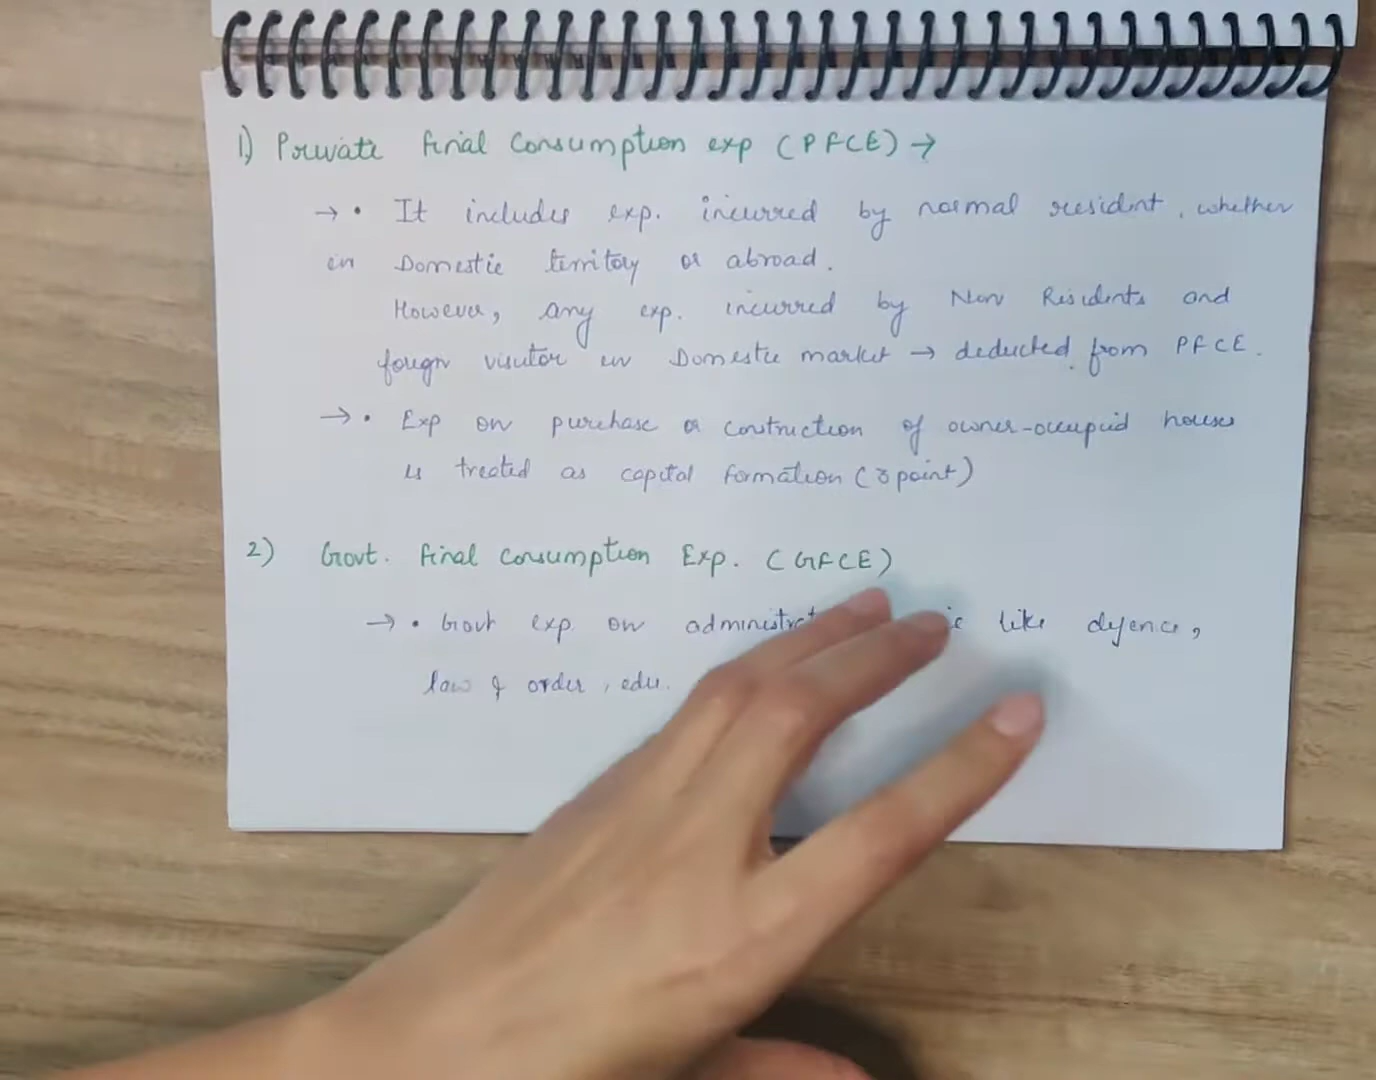 1) Private final Consumption exp (PFCE) →
→ • It includes exp. incurred by normal resident, whether
in Domestic territory or abroad.
However, any exp. incurred by Non Residents and
foreign visitor in Domestic market → deducted from PFCE.
→ • Exp on purchase or construction of owner-occupied houses
is treated as capital formation (3 point)
2) Govt. final Consumption Exp. (GFCE)
→ • Govt exp on like defence,
law & order, edu.